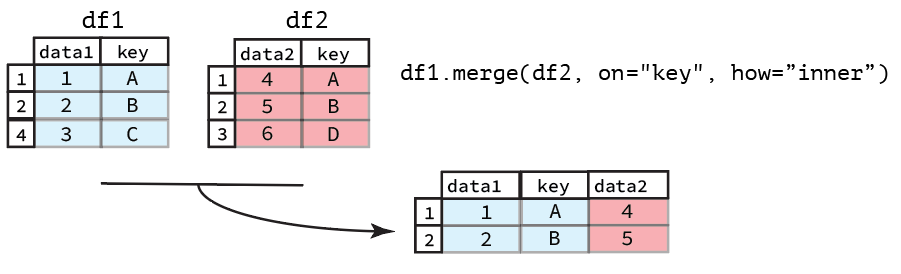 df1
data1 key
1 1 A
2 2 B
4 3 C
df2
data2 key
1 4 A
2 5 B
3 6 D
df1.merge(df2, on="key", how=”inner”)
data1 key data2
1 1 A 4
2 2 B 5